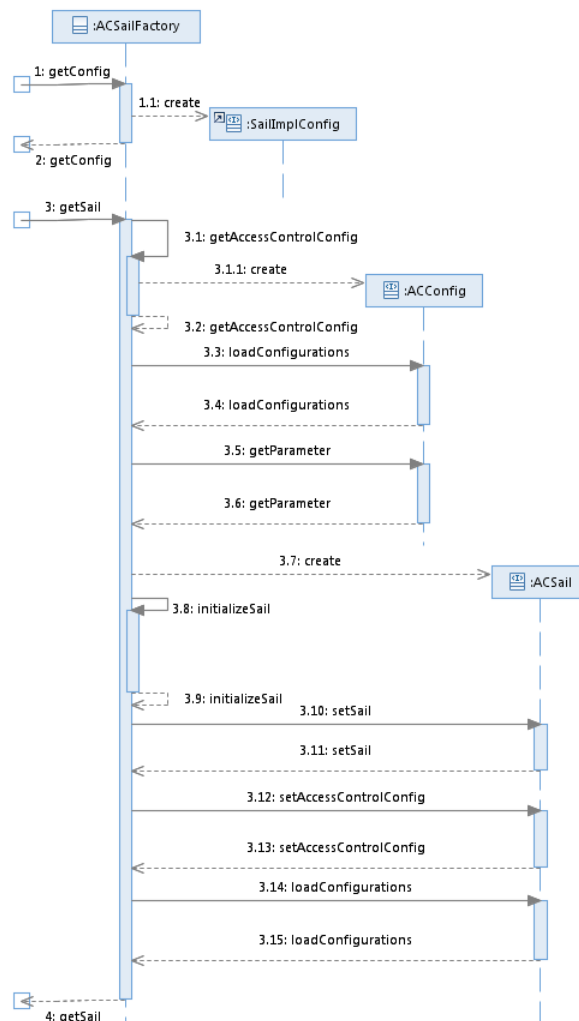 :ACSailFactory
1: getConfig
1.1: create
:SailImplConfig
2: getConfig
3: getSail
3.1: getAccessControlConfig
3.1.1: create
:ACConfig
3.2: getAccessControlConfig
3.3: loadConfigurations
3.4: loadConfigurations
3.5: getParameter
3.6: getParameter
3.7: create
:ACSail
3.8: initializeSail
3.9: initializeSail
3.10: setSail
3.11: setSail
3.12: setAccessControlConfig
3.13: setAccessControlConfig
3.14: loadConfigurations
3.15: loadConfigurations
4: getSail